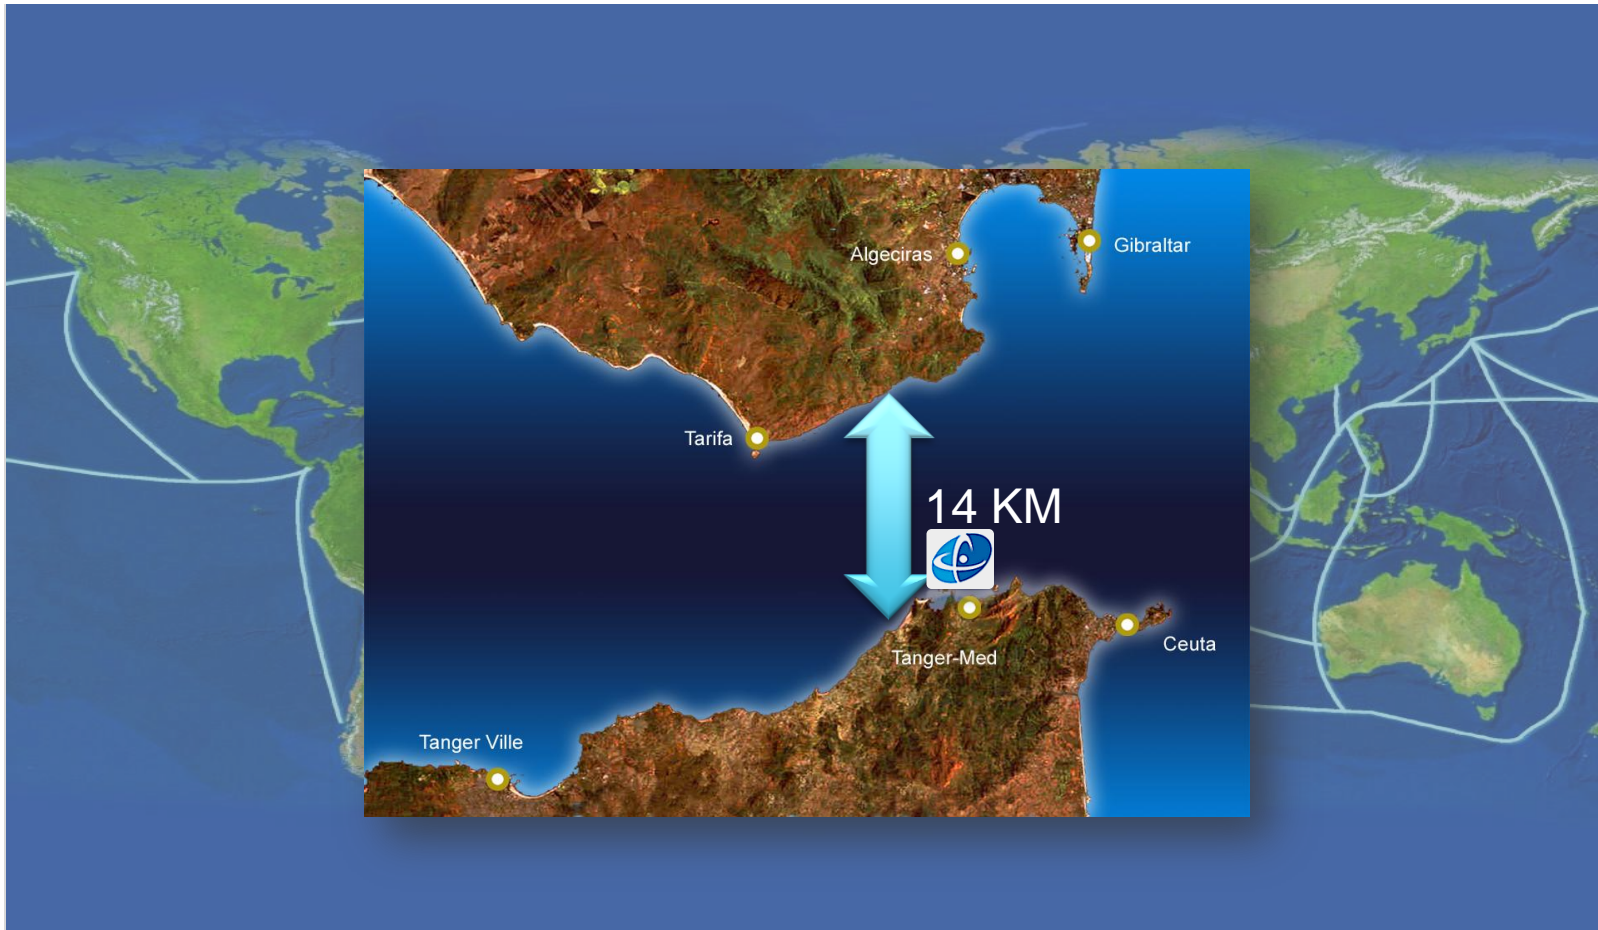 Algeciras
Gibraltar
Tarifa
14 KM
Tanger-Med
Ceuta
Tanger Ville